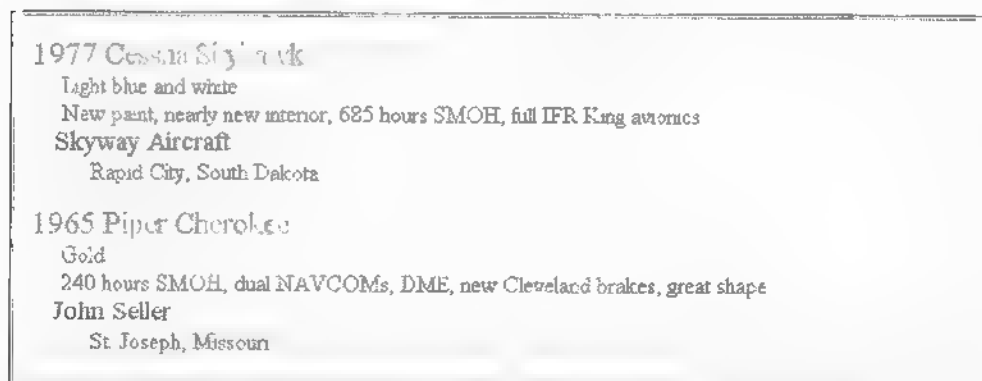 1977 Cessna Skyhawk
Light blue and white
New paint, nearly new interior, 685 hours SMOH, full IFR King avionics
Skyway Aircraft
Rapid City, South Dakota
1965 Piper Cherokee
Gold
240 hours SMOH, dual NAVCOMs, DME, new Cleveland brakes, great shape
John Seller
St. Joseph, Missouri